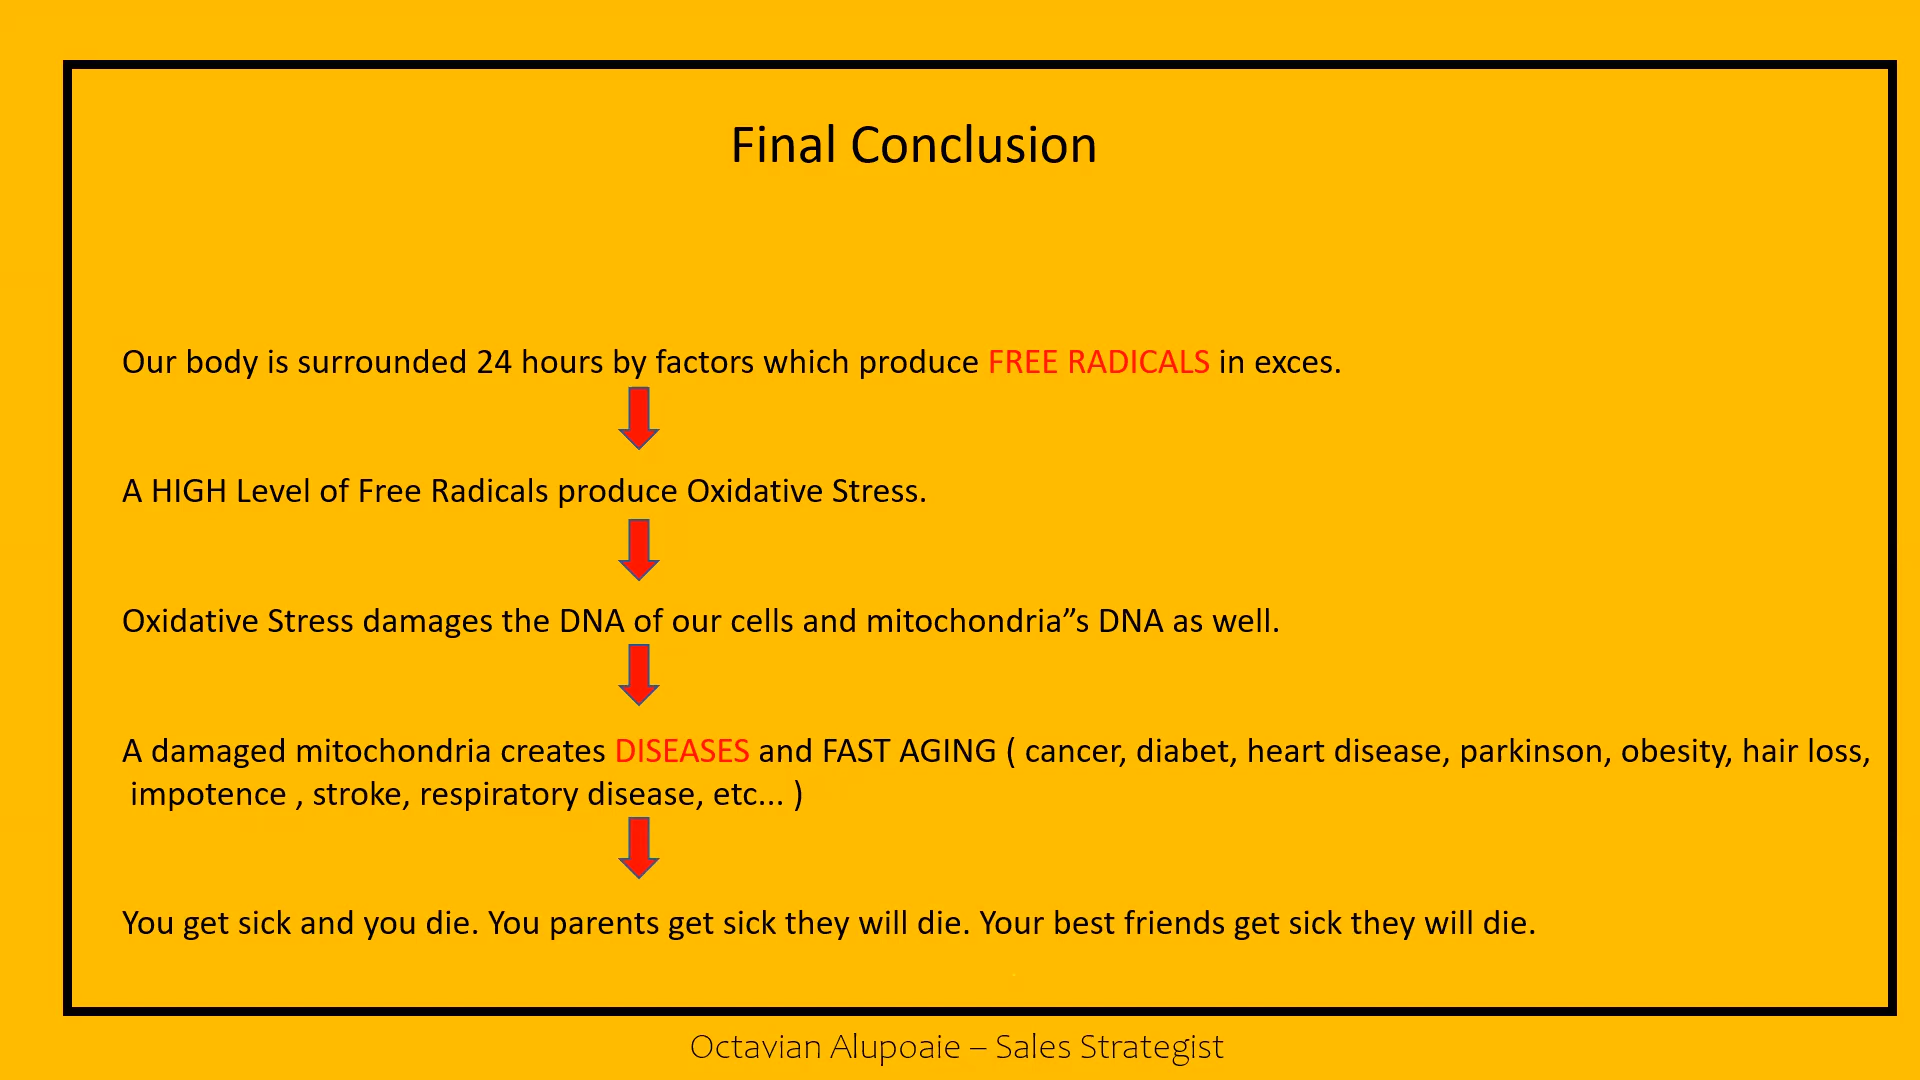 Final Conclusion
Our body is surrounded 24 hours by factors which produce FREE RADICALS in exces.
A HIGH Level of Free Radicals produce Oxidative Stress.
Oxidative Stress damages the DNA of our cells and mitochondria”s DNA as well.
A damaged mitochondria creates DISEASES and FAST AGING ( cancer, diabet, heart disease, parkinson, obesity, hair loss,
impotence , stroke, respiratory disease, etc... )
You get sick and you die. You parents get sick they will die. Your best friends get sick they will die.
Octavian Alupoaie – Sales Strategist